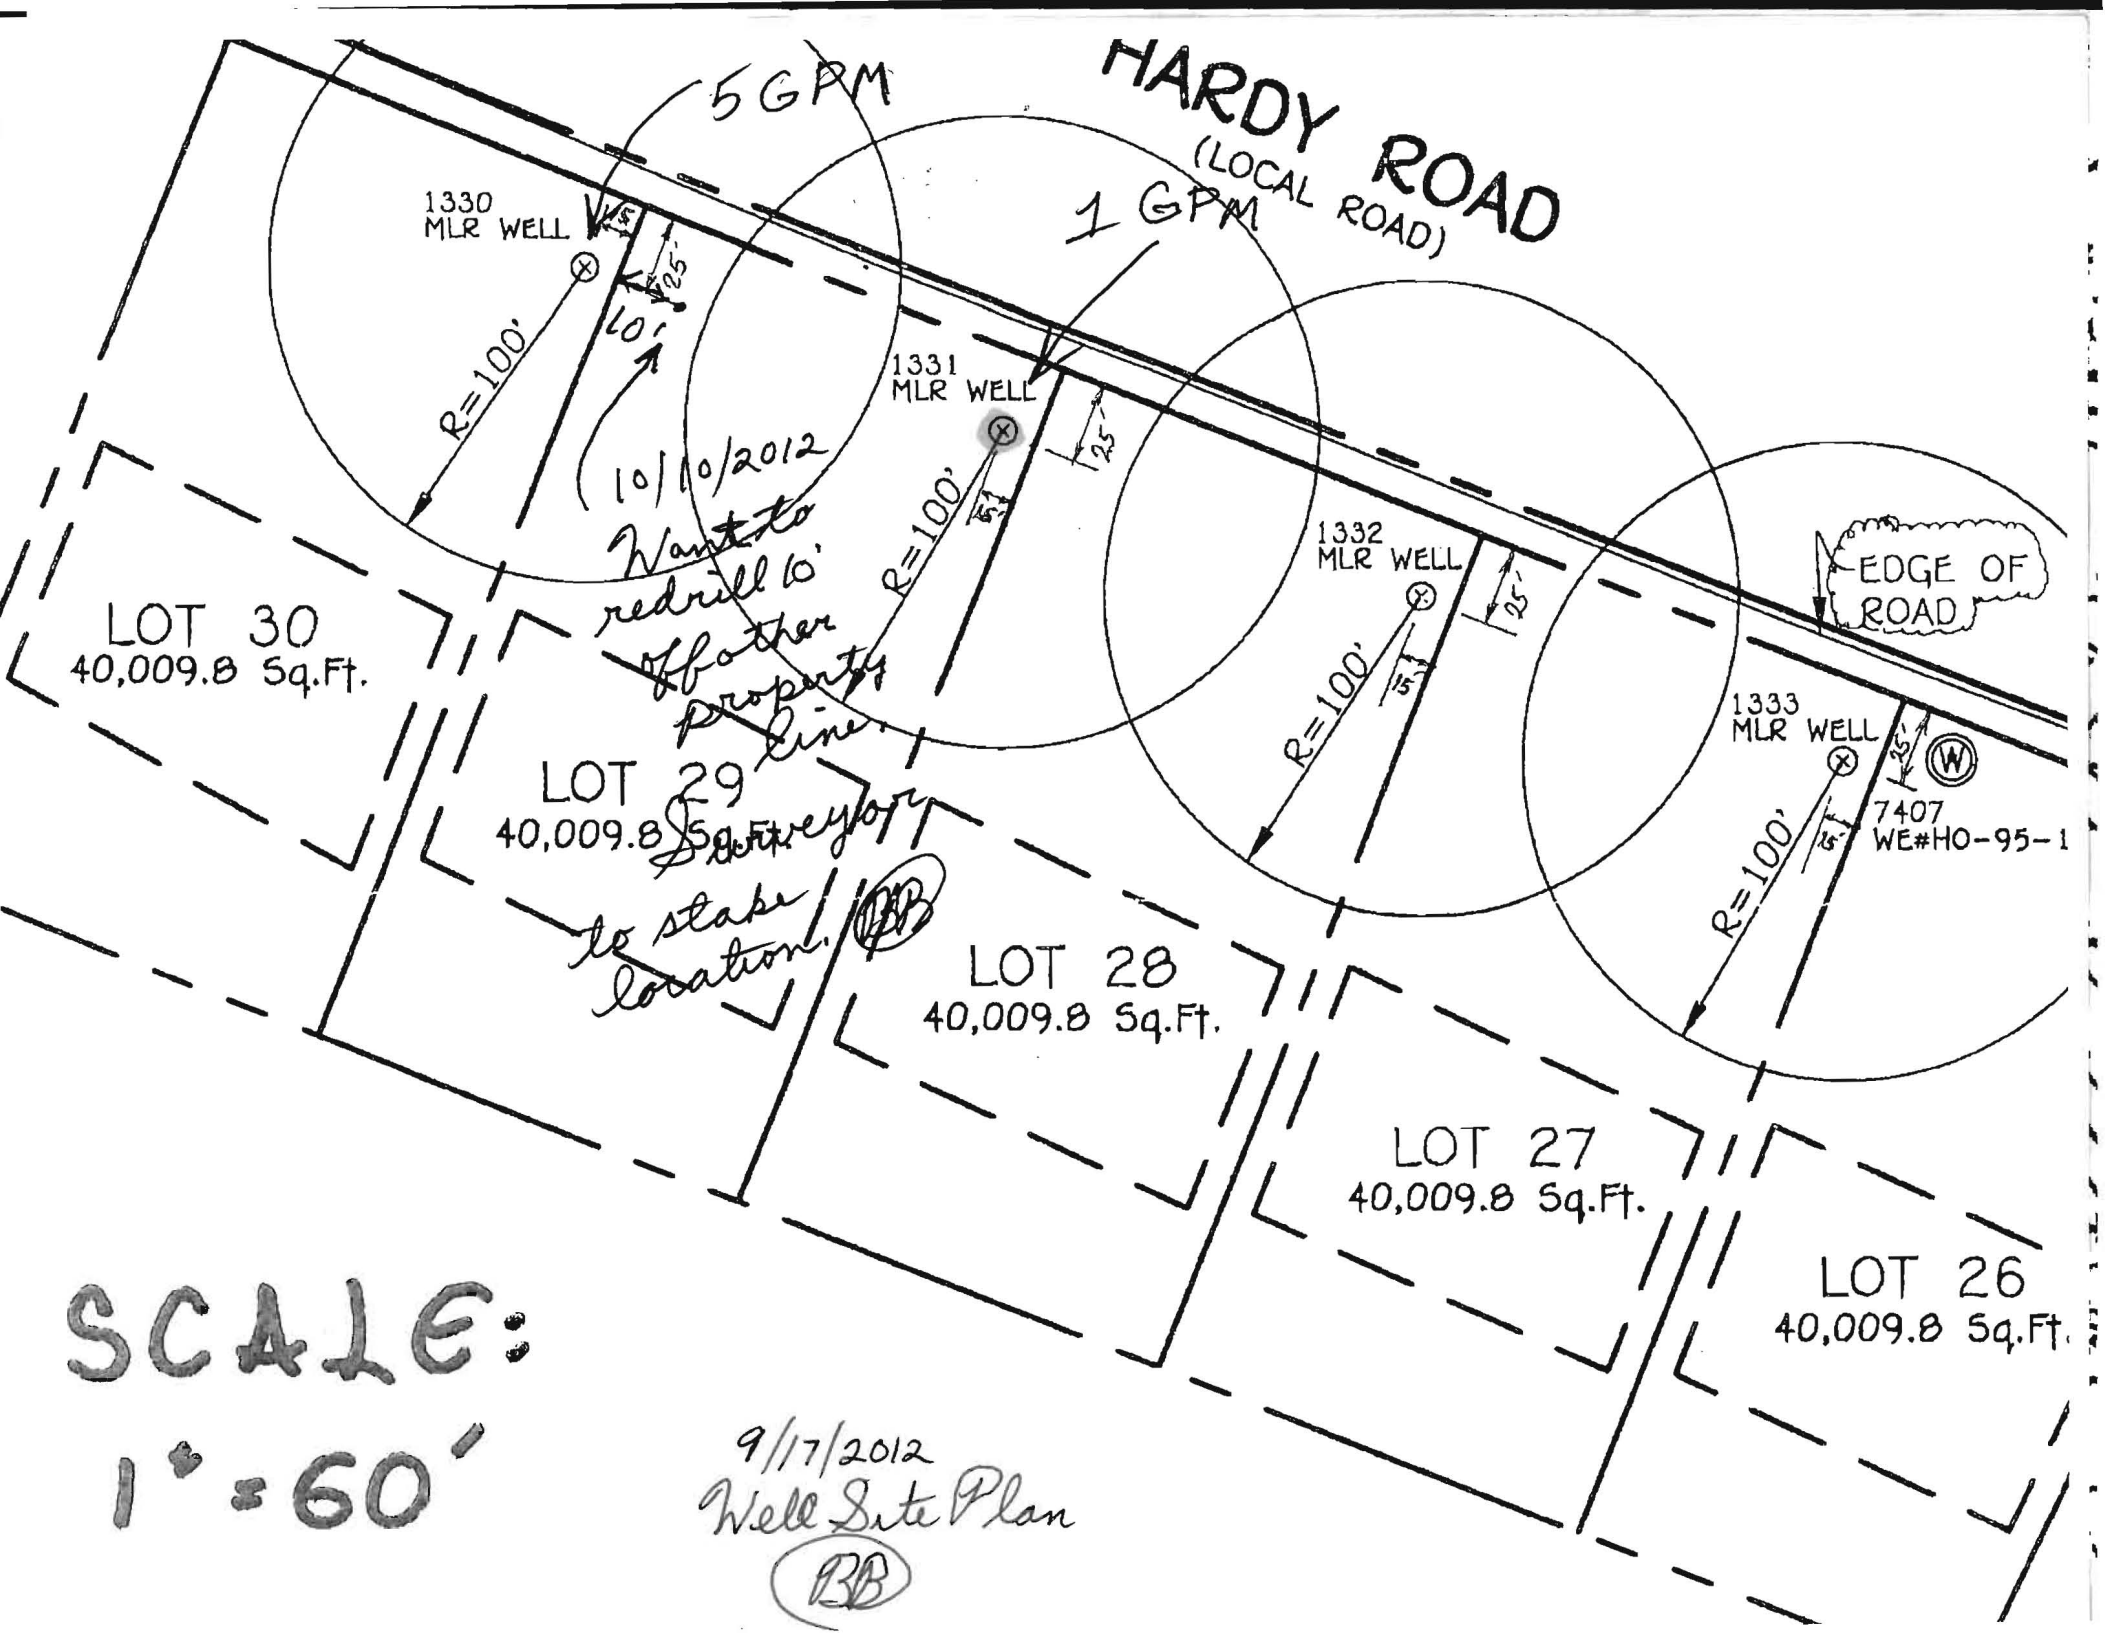 HARDY ROAD
(LOCAL ROAD)
5 GPM
1 GPM
1330
MLR WELL
15'
25'
10'
R=100'
1331
MLR WELL
25'
15'
R=100'
10/10/2012
Want to
redrill 10'
off other
property
line.
Surveyor
to stake
location.
BB
1332
MLR WELL
25'
15'
R=100'
EDGE OF
ROAD
1333
MLR WELL
25'
15'
R=100'
W
7407
WE#HO-95-1
LOT 30
40,009.8 Sq.Ft.
LOT 29
40,009.8 Sq.Ft.
LOT 28
40,009.8 Sq.Ft.
LOT 27
40,009.8 Sq.Ft.
LOT 26
40,009.8 Sq.Ft.
SCALE:
1"=60'
9/17/2012
Well Site Plan
BB